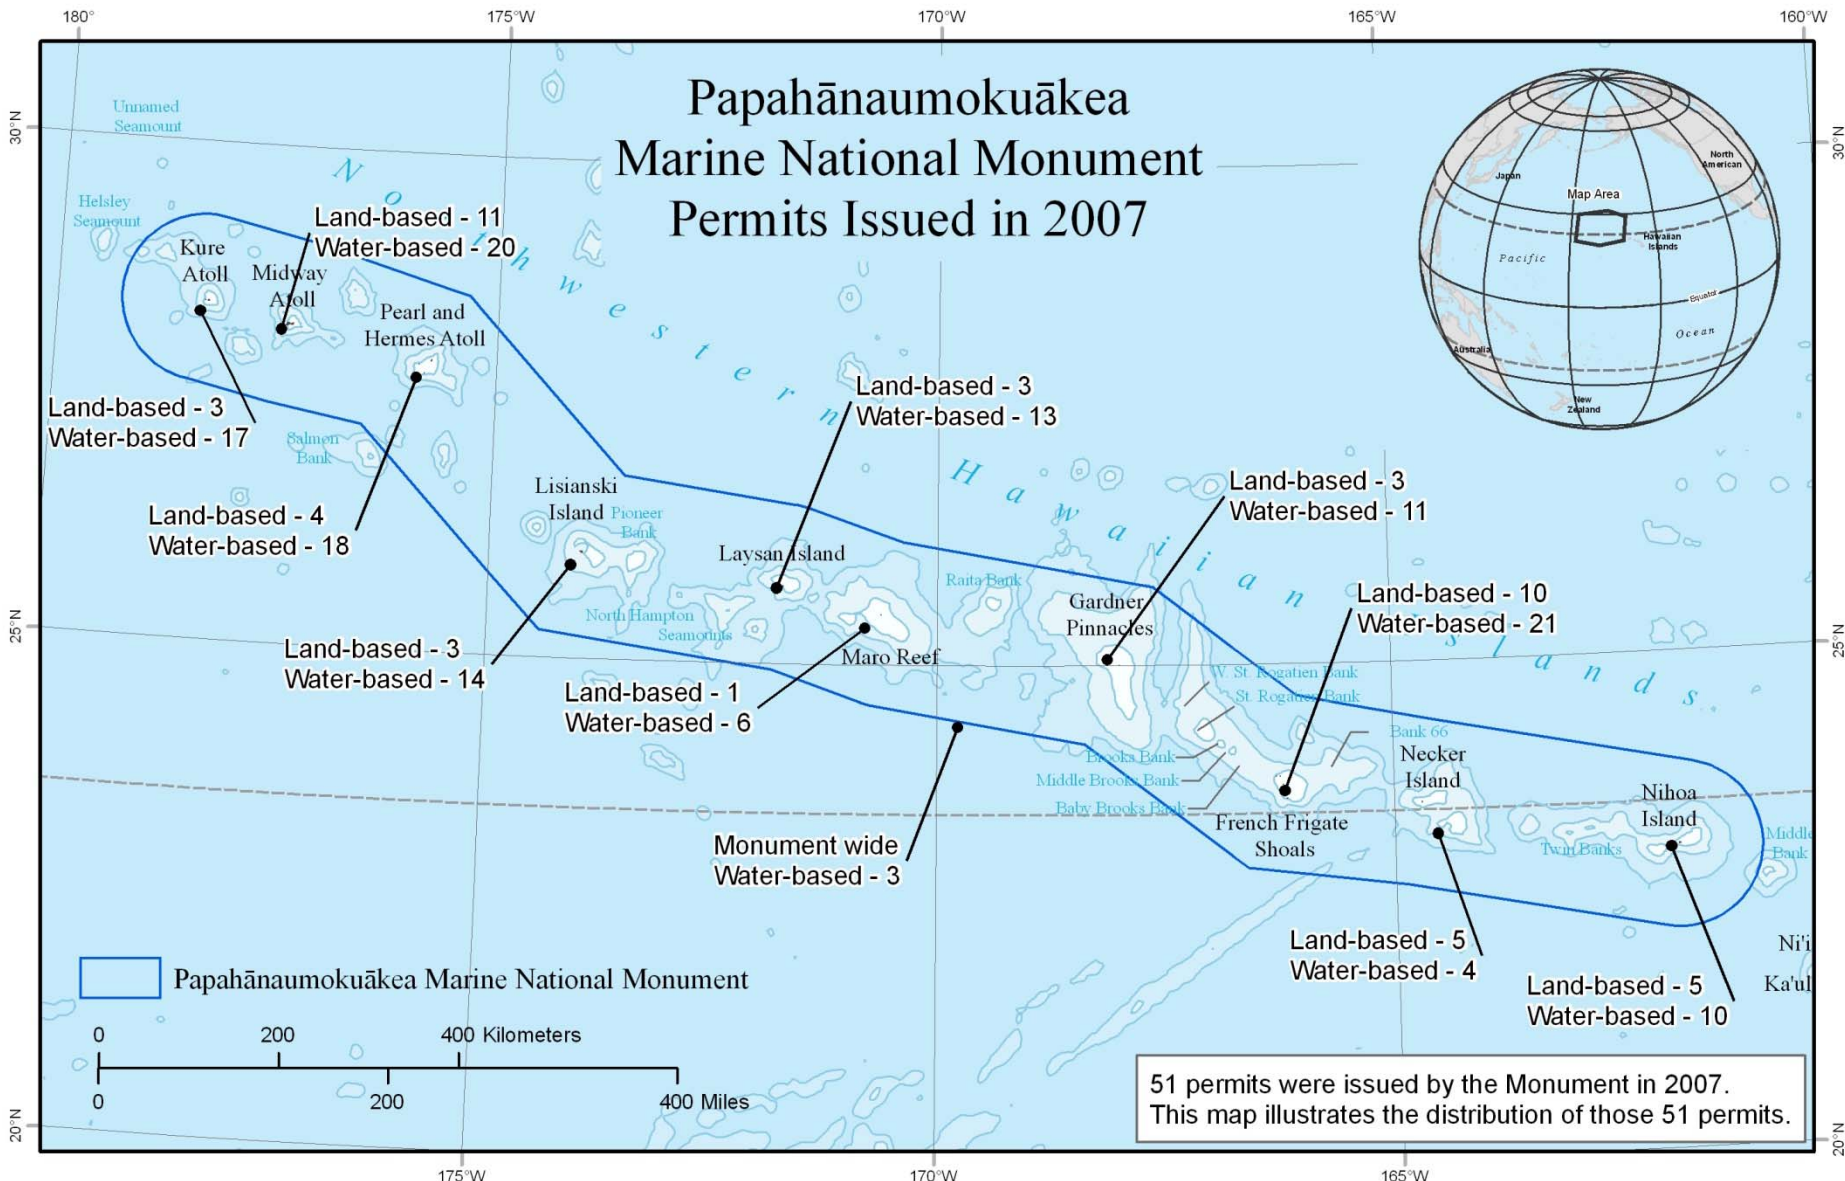 180°
175°W
170°W
165°W
160°W
30°N
30°N
25°N
25°N
20°N
20°N
Papahānaumokuākea
Marine National Monument
Permits Issued in 2007
Unnamed
Seamount
Helsley
Seamount
Northwestern
Hawaiian
Islands
Kure
Atoll
Midway
Atoll
Pearl and
Hermes Atoll
Land-based - 11
Water-based - 20
Land-based - 3
Water-based - 17
Salmon
Bank
Land-based - 4
Water-based - 18
Lisianski
Island
Pioneer
Bank
Land-based - 3
Water-based - 14
Land-based - 3
Water-based - 13
Laysan Island
North Hampton
Seamounts
Maro Reef
Land-based - 1
Water-based - 6
Raita Bank
Gardner
Pinnacles
Land-based - 3
Water-based - 11
W. St. Rogatien Bank
St. Rogatien Bank
Brooks Bank
Middle Brooks Bank
Baby Brooks Bank
Land-based - 10
Water-based - 21
French Frigate
Shoals
Bank 66
Necker
Island
Land-based - 5
Water-based - 4
Twin Banks
Nihoa
Island
Land-based - 5
Water-based - 10
Middle
Bank
Ni'i
Ka'ul
Monument wide
Water-based - 3
North
American
Japan
Map Area
Hawaiian
Islands
Pacific
Equator
Ocean
Australia
New
Zealand
Papahānaumokuākea Marine National Monument
0 200 400 Kilometers
0 200 400 Miles
51 permits were issued by the Monument in 2007.
This map illustrates the distribution of those 51 permits.
175°W
170°W
165°W